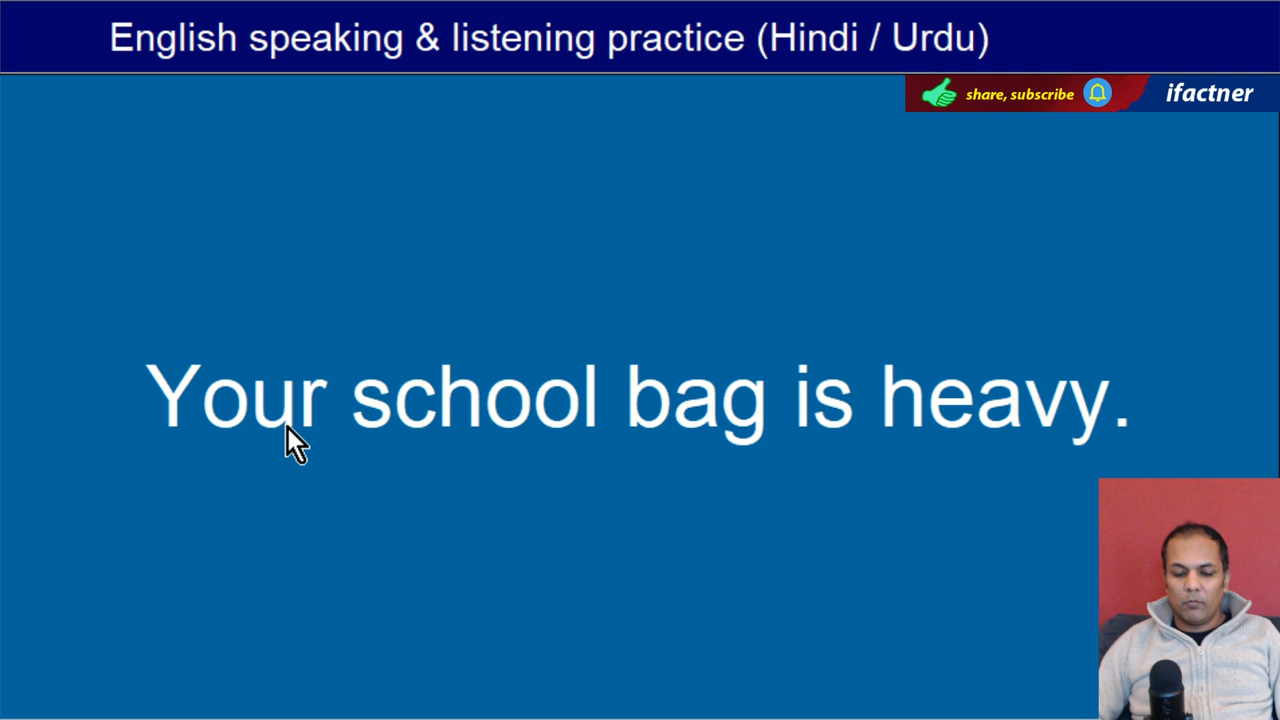 English speaking & listening practice (Hindi / Urdu)
share, subscribe
ifactner
Your school bag is heavy.